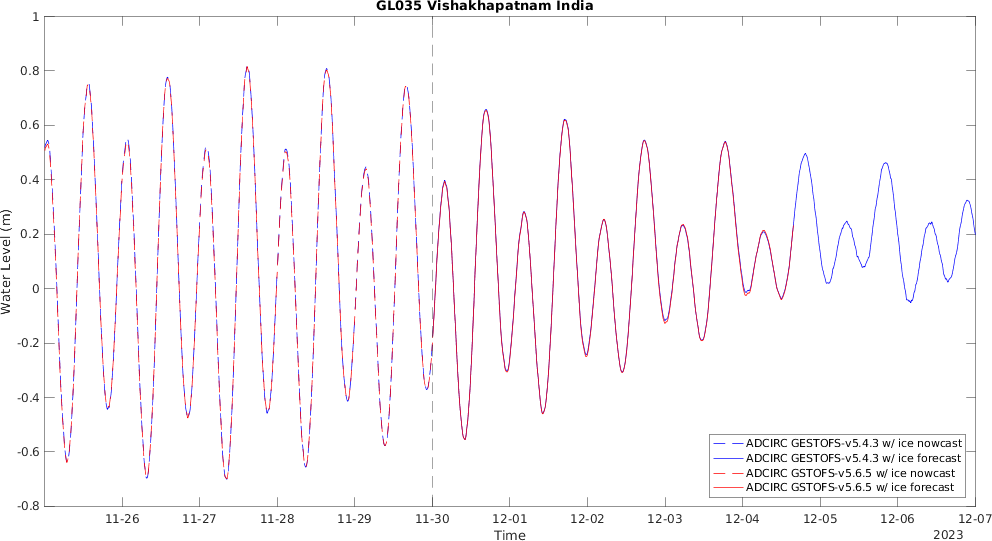 GL035 Vishakhapatnam India
1
0.8
0.6
0.4
0.2
0
-0.2
-0.4
-0.6
-0.8
Water Level (m)
11-26 11-27 11-28 11-29 11-30 12-01 12-02 12-03 12-04 12-05 12-06 12-07
Time
2023
ADCIRC GESTOFS-v5.4.3 w/ ice nowcast
ADCIRC GESTOFS-v5.4.3 w/ ice forecast
ADCIRC GSTOFS-v5.6.5 w/ ice nowcast
ADCIRC GSTOFS-v5.6.5 w/ ice forecast